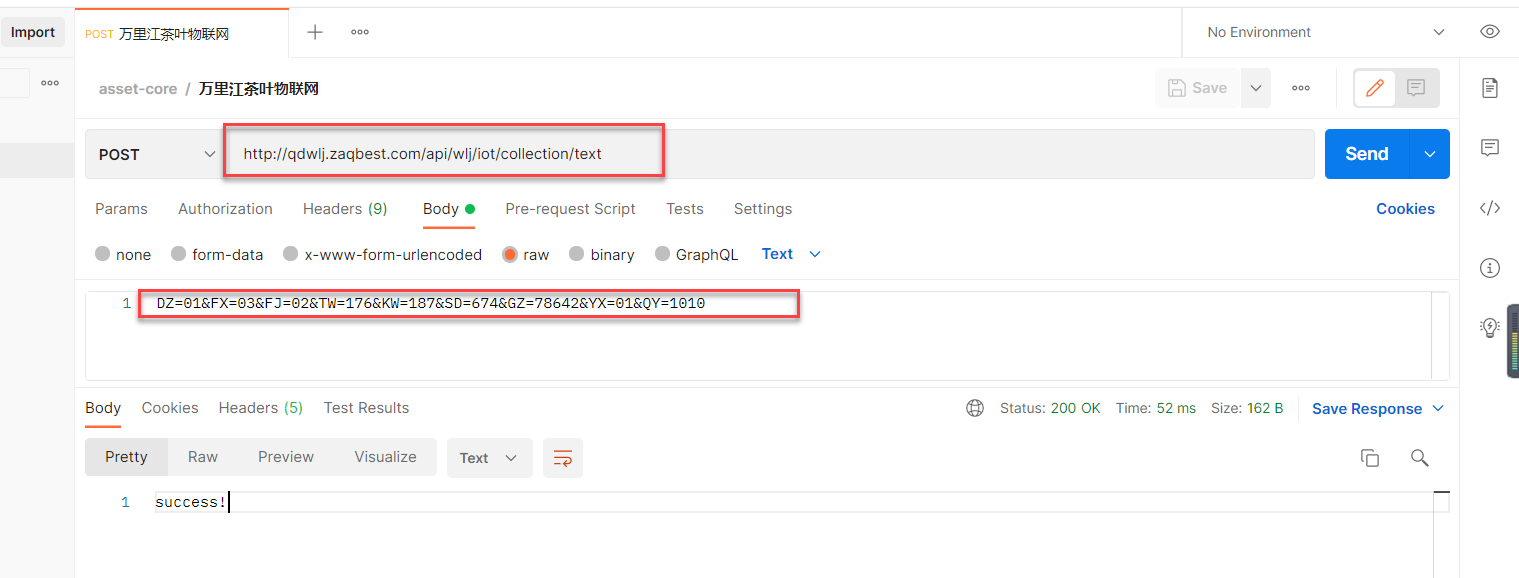 Import
POST 万里江茶叶物联网
No Environment
asset-core / 万里江茶叶物联网
Save
POST
http://qdwlj.zaqbest.com/api/wlj/iot/collection/text
Send
Params Authorization Headers (9) Body Pre-request Script Tests Settings
Cookies
none form-data x-www-form-urlencoded raw binary GraphQL Text
1 DZ=01&FX=03&FJ=02&TW=176&KW=187&SD=674&GZ=78642&YX=01&QY=1010
Body Cookies Headers (5) Test Results
Status: 200 OK Time: 52 ms Size: 162 B
Save Response
Pretty Raw Preview Visualize Text
1 success!